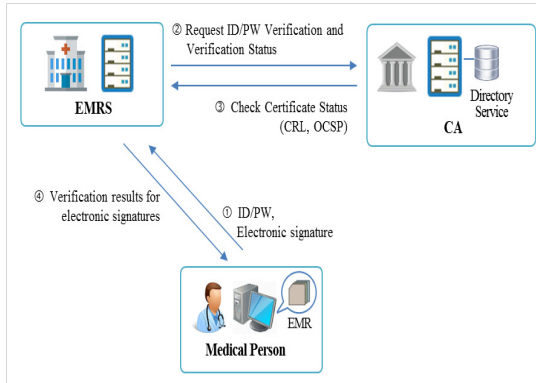 ② Request ID/PW Verification and
Verification Status
EMRS
③ Check Certificate Status
(CRL, OCSP)
Directory
Service
CA
④ Verification results for
electronic signatures
① ID/PW,
Electronic signature
EMR
Medical Person